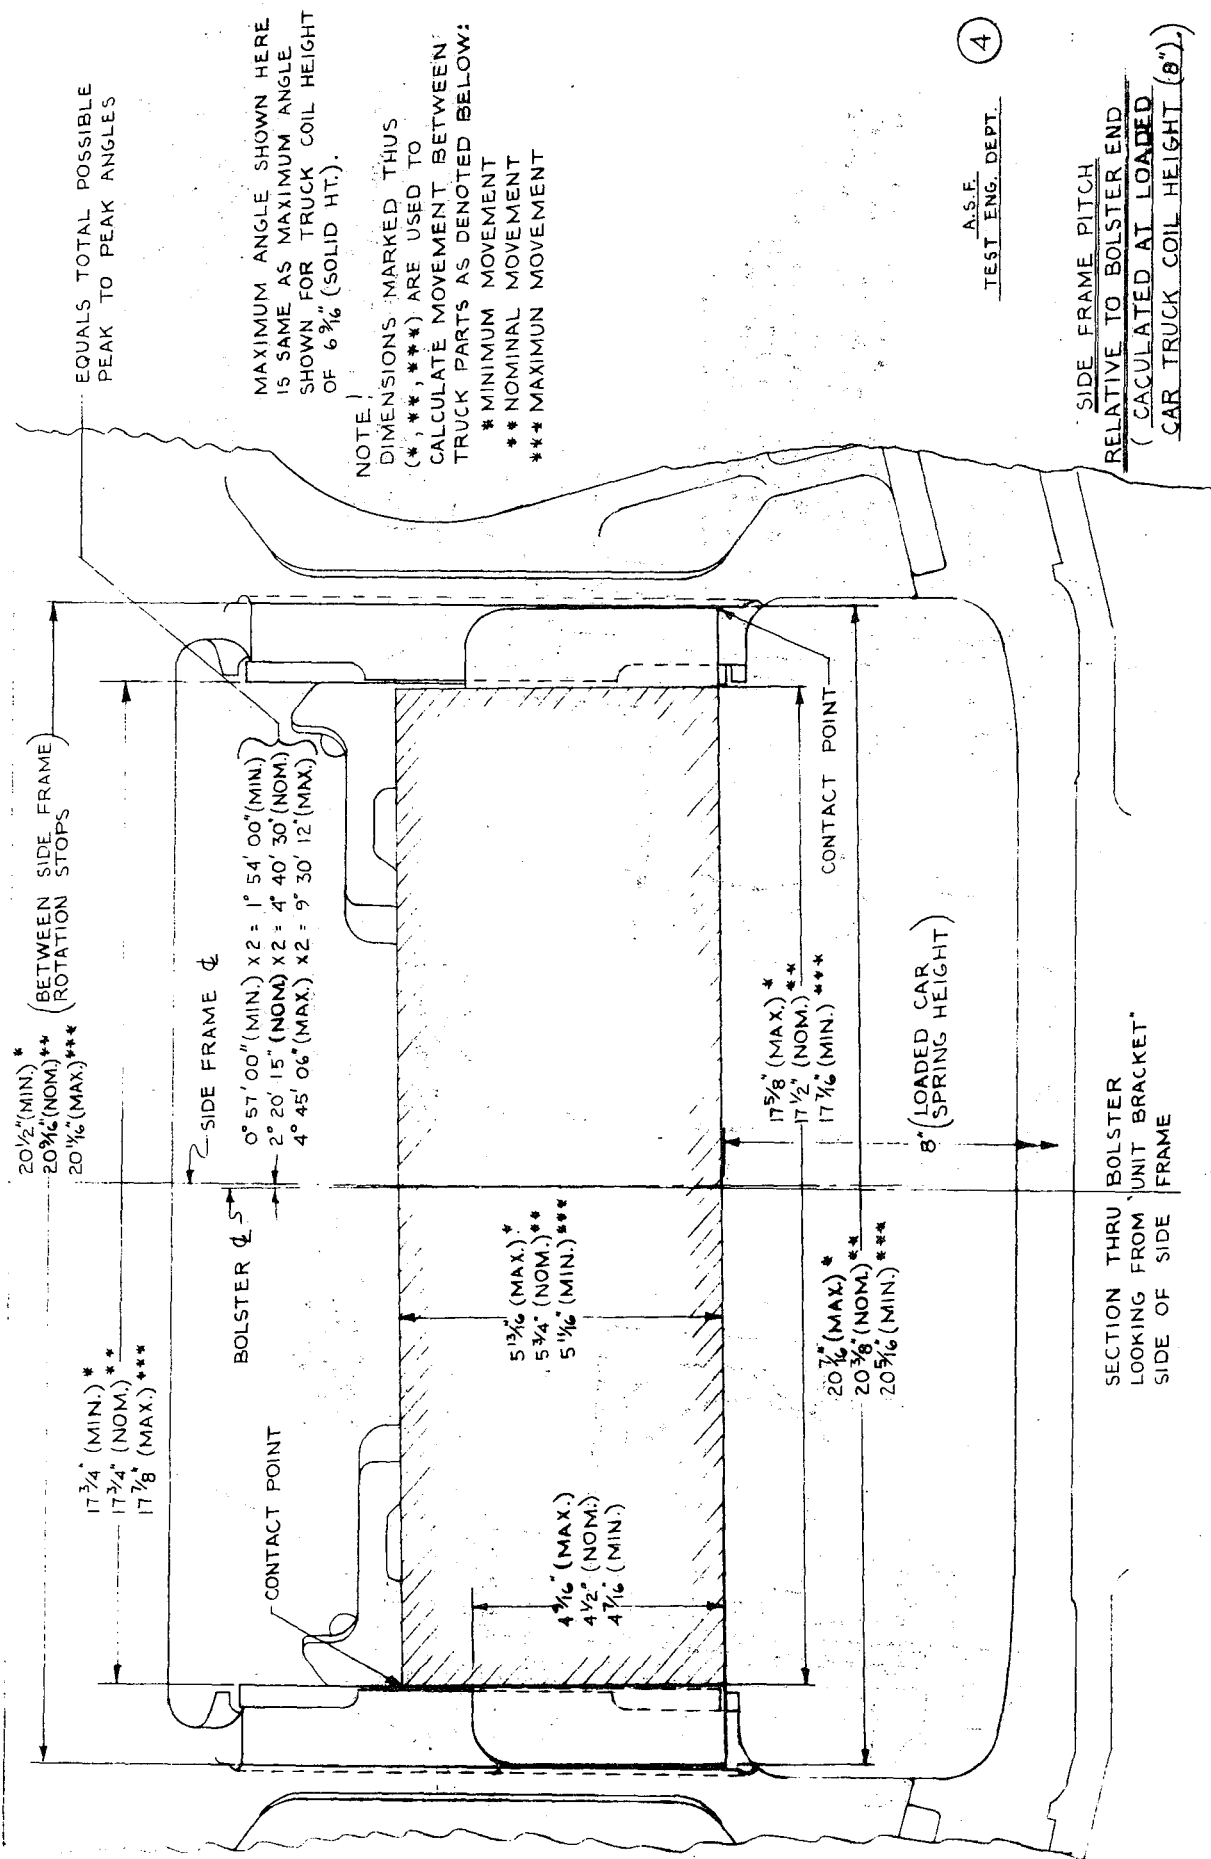 EQUALS TOTAL POSSIBLE
PEAK TO PEAK ANGLES
MAXIMUM ANGLE SHOWN HERE
IS SAME AS MAXIMUM ANGLE
SHOWN FOR TRUCK COIL HEIGHT
OF 6 9/16" (SOLID HT.).
NOTE!
DIMENSIONS MARKED THUS
(*, **, ***) ARE USED TO
CALCULATE MOVEMENT BETWEEN
TRUCK PARTS AS DENOTED BELOW:
* MINIMUM MOVEMENT
** NOMINAL MOVEMENT
*** MAXIMUN MOVEMENT
20 1/2" (MIN.) *
20 9/16" (NOM.) **
20 11/16" (MAX.) ***
(BETWEEN SIDE FRAME
ROTATION STOPS)
17 3/4" (MIN.) *
17 3/4" (NOM.) **
17 7/8" (MAX.) ***
SIDE FRAME ℄
BOLSTER ℄
0° 57' 00" (MIN.) X 2 = 1° 54' 00" (MIN.)
2° 20' 15" (NOM.) X 2 = 4° 40' 30" (NOM.)
4° 45' 06" (MAX.) X 2 = 9° 30' 12" (MAX.)
CONTACT POINT
5 13/16" (MAX.) *
5 3/4" (NOM.) **
5 11/16" (MIN.) ***
4 9/16" (MAX.)
4 1/2" (NOM.)
4 7/16" (MIN.)
CONTACT POINT
17 5/8" (MAX.) *
17 1/2" (NOM.) **
17 7/16" (MIN.) ***
20 7/16" (MAX.) *
20 3/8" (NOM.) **
20 5/16" (MIN.) ***
8" (LOADED CAR
SPRING HEIGHT)
SECTION THRU BOLSTER
LOOKING FROM "UNIT BRACKET"
SIDE OF SIDE FRAME
4
A.S.F.
TEST ENG. DEPT.
SIDE FRAME PITCH
RELATIVE TO BOLSTER END
( CACULATED AT LOADED
CAR TRUCK COIL HEIGHT (8").)